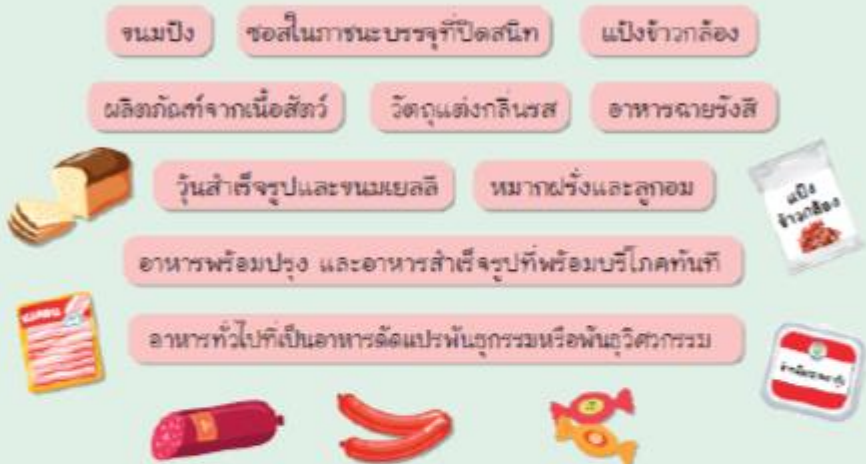 ขนมปัง
ซอสในภาชนะบรรจุที่ปิดสนิท
แป้งข้าวกล้อง
ผลิตภัณฑ์จากเนื้อสัตว์
วัตถุแต่งกลิ่นรส
อาหารฉายรังสี
วุ้นสำเร็จรูปและขนมเยลลี
หมากฝรั่งและลูกอม
แป้ง
ข้าวกล้อง
อาหารพร้อมปรุง และอาหารสำเร็จรูปที่พร้อมบริโภคทันที
อาหารทั่วไปที่เป็นอาหารดัดแปรพันธุกรรมหรือพันธุวิศวกรรม